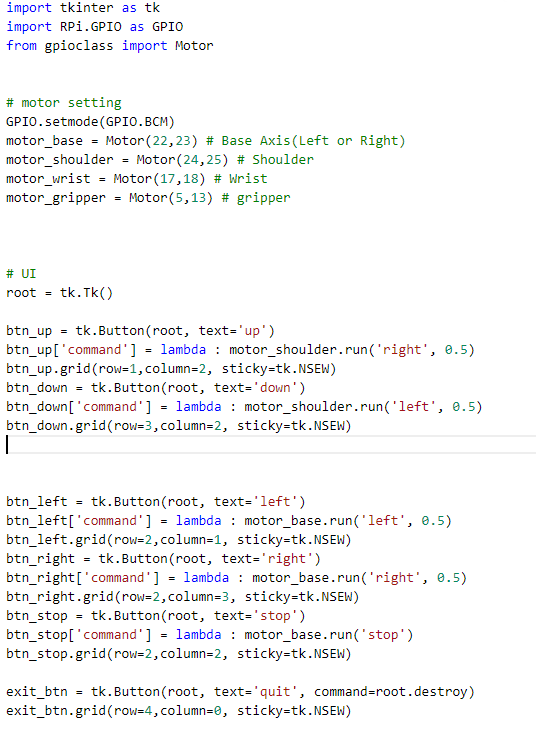 import tkinter as tk
import RPi.GPIO as GPIO
from gpioclass import Motor
# motor setting
GPIO.setmode(GPIO.BCM)
motor_base = Motor(22,23) # Base Axis(Left or Right)
motor_shoulder = Motor(24,25) # Shoulder
motor_wrist = Motor(17,18) # Wrist
motor_gripper = Motor(5,13) # gripper
# UI
root = tk.Tk()
btn_up = tk.Button(root, text='up')
btn_up['command'] = lambda : motor_shoulder.run('right', 0.5)
btn_up.grid(row=1,column=2, sticky=tk.NSEW)
btn_down = tk.Button(root, text='down')
btn_down['command'] = lambda : motor_shoulder.run('left', 0.5)
btn_down.grid(row=3,column=2, sticky=tk.NSEW)
btn_left = tk.Button(root, text='left')
btn_left['command'] = lambda : motor_base.run('left', 0.5)
btn_left.grid(row=2,column=1, sticky=tk.NSEW)
btn_right = tk.Button(root, text='right')
btn_right['command'] = lambda : motor_base.run('right', 0.5)
btn_right.grid(row=2,column=3, sticky=tk.NSEW)
btn_stop = tk.Button(root, text='stop')
btn_stop['command'] = lambda : motor_base.run('stop')
btn_stop.grid(row=2,column=2, sticky=tk.NSEW)
exit_btn = tk.Button(root, text='quit', command=root.destroy)
exit_btn.grid(row=4,column=0, sticky=tk.NSEW)